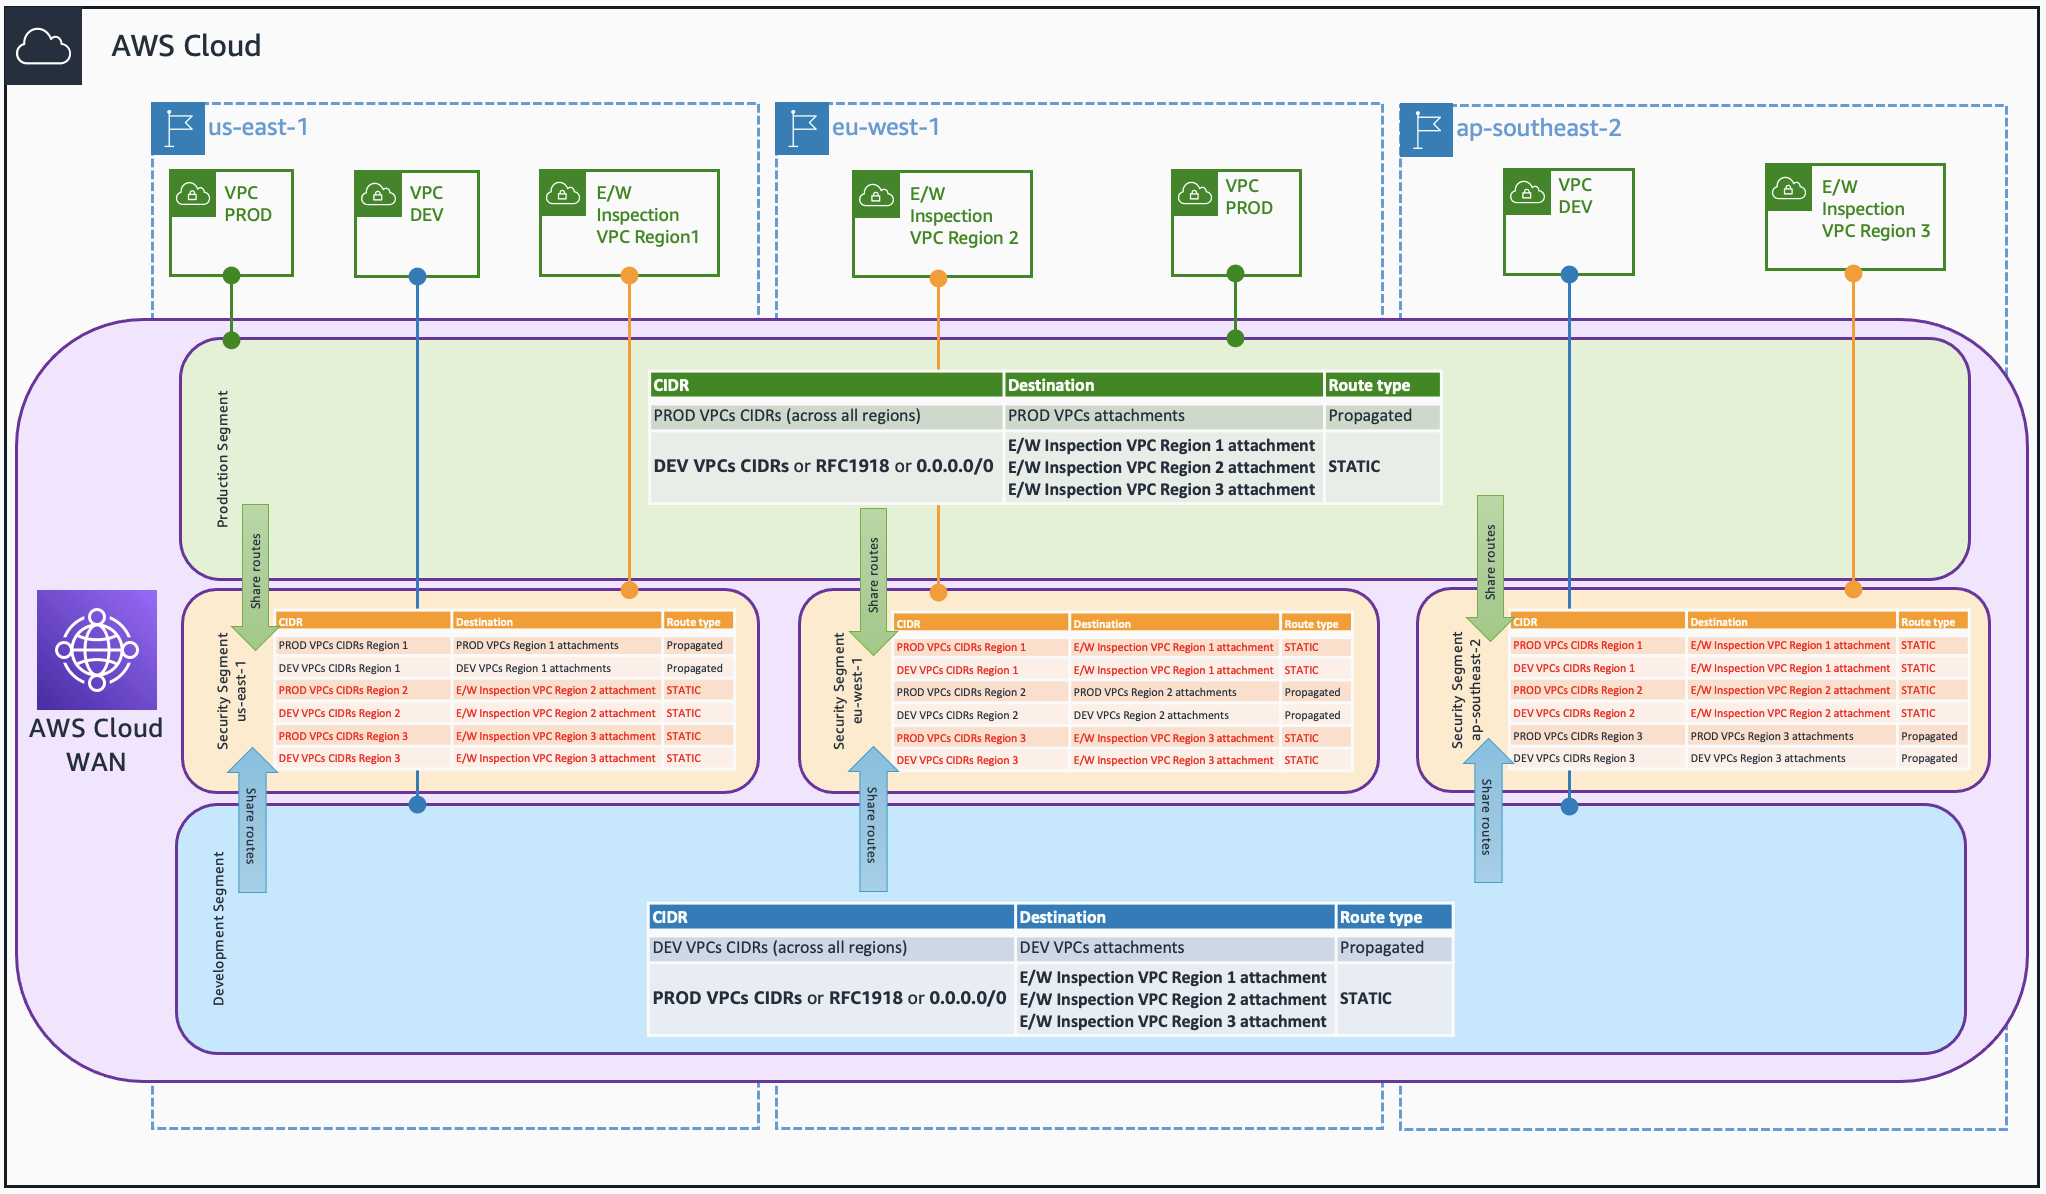 AWS Cloud
us-east-1
eu-west-1
ap-southeast-2
VPC
PROD
VPC
DEV
E/W
Inspection
VPC Region1
E/W
Inspection
VPC Region 2
VPC
PROD
VPC
DEV
E/W
Inspection
VPC Region 3
Production Segment
CIDR Destination Route type
PROD VPCs CIDRs (across all regions) PROD VPCs attachments Propagated
DEV VPCs CIDRs or RFC1918 or 0.0.0.0/0 E/W Inspection VPC Region 1 attachment
E/W Inspection VPC Region 2 attachment
E/W Inspection VPC Region 3 attachment STATIC
Share routes
Share routes
Share routes
AWS Cloud
WAN
Security Segment
us-east-1
CIDR Destination Route type
PROD VPCs CIDRs Region 1 PROD VPCs Region 1 attachments Propagated
DEV VPCs CIDRs Region 1 DEV VPCs Region 1 attachments Propagated
PROD VPCs CIDRs Region 2 E/W Inspection VPC Region 2 attachment STATIC
DEV VPCs CIDRs Region 2 E/W Inspection VPC Region 2 attachment STATIC
PROD VPCs CIDRs Region 3 E/W Inspection VPC Region 3 attachment STATIC
DEV VPCs CIDRs Region 3 E/W Inspection VPC Region 3 attachment STATIC
Security Segment
eu-west-1
CIDR Destination Route type
PROD VPCs CIDRs Region 1 E/W Inspection VPC Region 1 attachment STATIC
DEV VPCs CIDRs Region 1 E/W Inspection VPC Region 1 attachment STATIC
PROD VPCs CIDRs Region 2 PROD VPCs Region 2 attachments Propagated
DEV VPCs CIDRs Region 2 DEV VPCs Region 2 attachments Propagated
PROD VPCs CIDRs Region 3 E/W Inspection VPC Region 3 attachment STATIC
DEV VPCs CIDRs Region 3 E/W Inspection VPC Region 3 attachment STATIC
Security Segment
ap-southeast-2
CIDR Destination Route type
PROD VPCs CIDRs Region 1 E/W Inspection VPC Region 1 attachment STATIC
DEV VPCs CIDRs Region 1 E/W Inspection VPC Region 1 attachment STATIC
PROD VPCs CIDRs Region 2 E/W Inspection VPC Region 2 attachment STATIC
DEV VPCs CIDRs Region 2 E/W Inspection VPC Region 2 attachment STATIC
PROD VPCs CIDRs Region 3 PROD VPCs Region 3 attachments Propagated
DEV VPCs CIDRs Region 3 DEV VPCs Region 3 attachments Propagated
Share routes
Share routes
Share routes
Development Segment
CIDR Destination Route type
DEV VPCs CIDRs (across all regions) DEV VPCs attachments Propagated
PROD VPCs CIDRs or RFC1918 or 0.0.0.0/0 E/W Inspection VPC Region 1 attachment
E/W Inspection VPC Region 2 attachment
E/W Inspection VPC Region 3 attachment STATIC